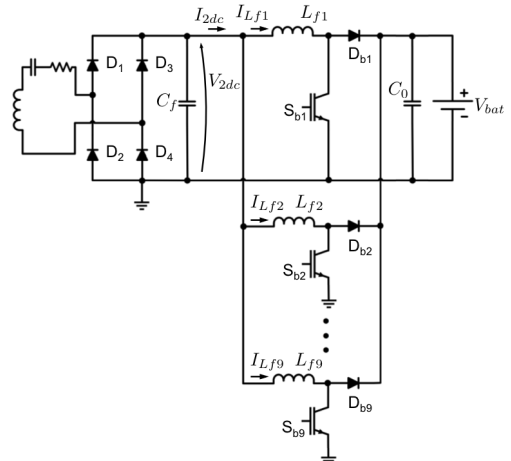 I2dc ILf1 Lf1
D1 D3 Db1
Cf V2dc Sb1 C0 + Vbat
-
D2 D4
ILf2 Lf2
Db2
Sb2
ILf9 Lf9
Db9
Sb9